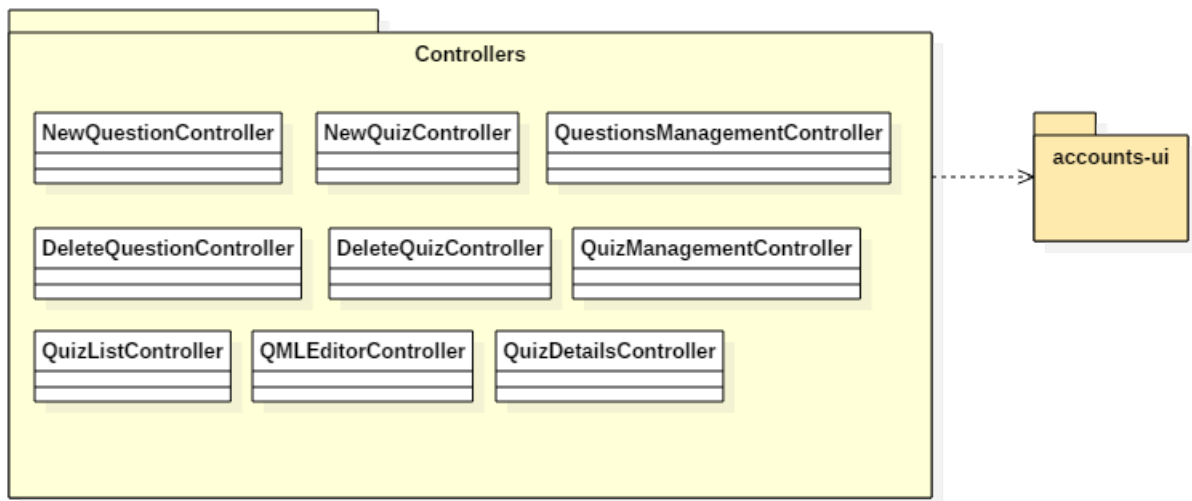 Controllers
NewQuestionController
NewQuizController
QuestionsManagementController
accounts-ui
DeleteQuestionController
DeleteQuizController
QuizManagementController
QuizListController
QMLEditorController
QuizDetailsController